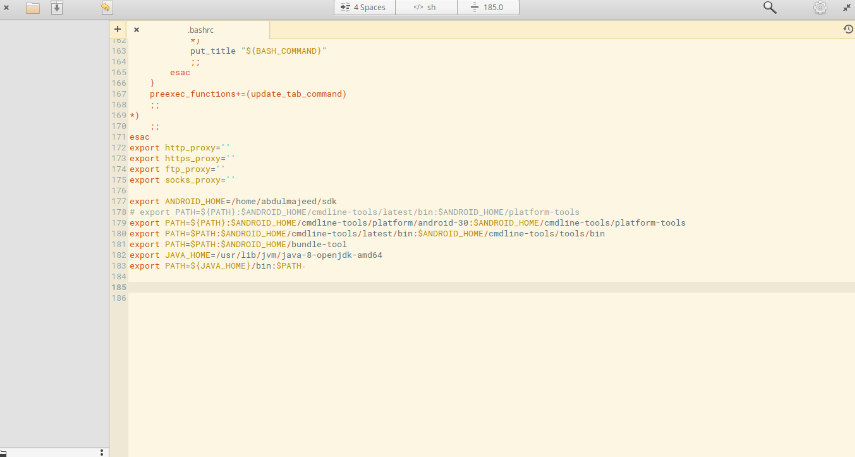 4 Spaces
</> sh
185.0
.bashrc
162 *)
163 put_title "${BASH_COMMAND}"
164 ;;
165 esac
166 }
167 preexec_functions+=(update_tab_command)
168 ;;
169 *)
170 ;;
171 esac
172 export http_proxy=''
173 export https_proxy=''
174 export ftp_proxy=''
175 export socks_proxy=''
176
177 export ANDROID_HOME=/home/abdulmajeed/sdk
178 # export PATH=${PATH}:$ANDROID_HOME/cmdline-tools/latest/bin:$ANDROID_HOME/platform-tools
179 export PATH=${PATH}:$ANDROID_HOME/cmdline-tools/platform/android-30:$ANDROID_HOME/cmdline-tools/platform-tools
180 export PATH=$PATH:$ANDROID_HOME/cmdline-tools/latest/bin:$ANDROID_HOME/cmdline-tools/tools/bin
181 export PATH=$PATH:$ANDROID_HOME/bundle-tool
182 export JAVA_HOME=/usr/lib/jvm/java-8-openjdk-amd64
183 export PATH=${JAVA_HOME}/bin:$PATH
184
185
186